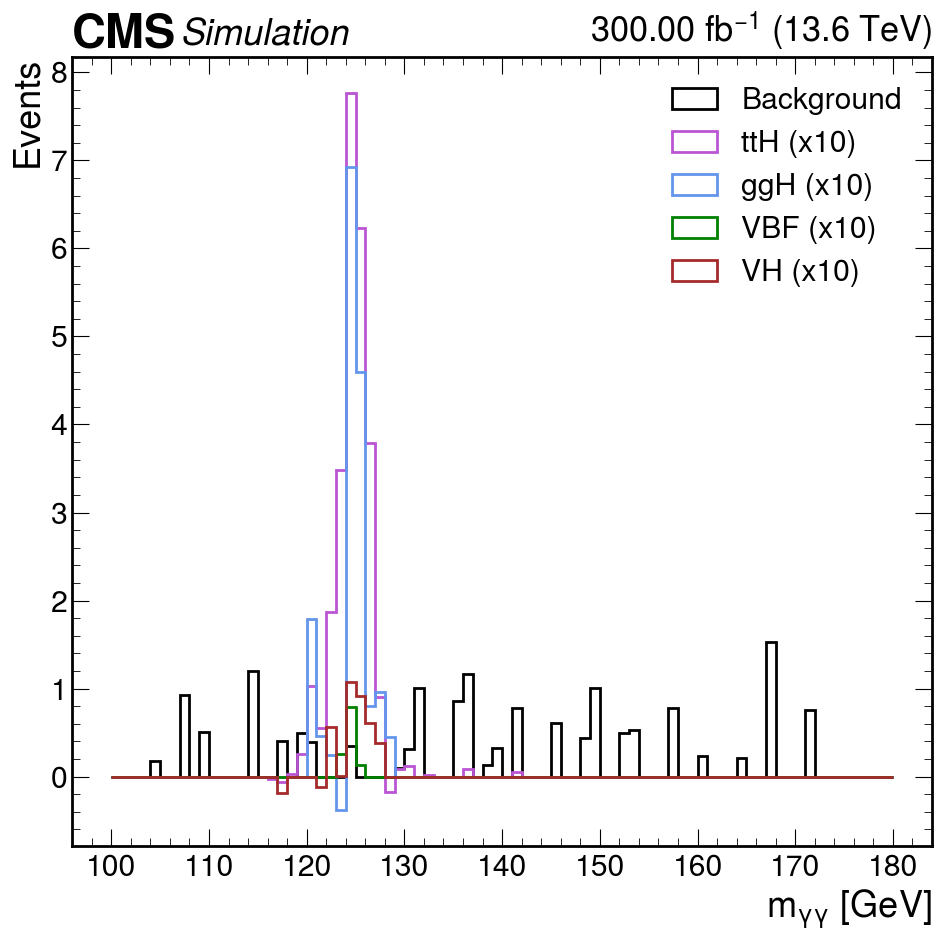 CMS Simulation 300.00 fb⁻¹ (13.6 TeV)
Events
8
7
6
5
4
3
2
1
0
Background
ttH (x10)
ggH (x10)
VBF (x10)
VH (x10)
100 110 120 130 140 150 160 170 180
mγγ [GeV]